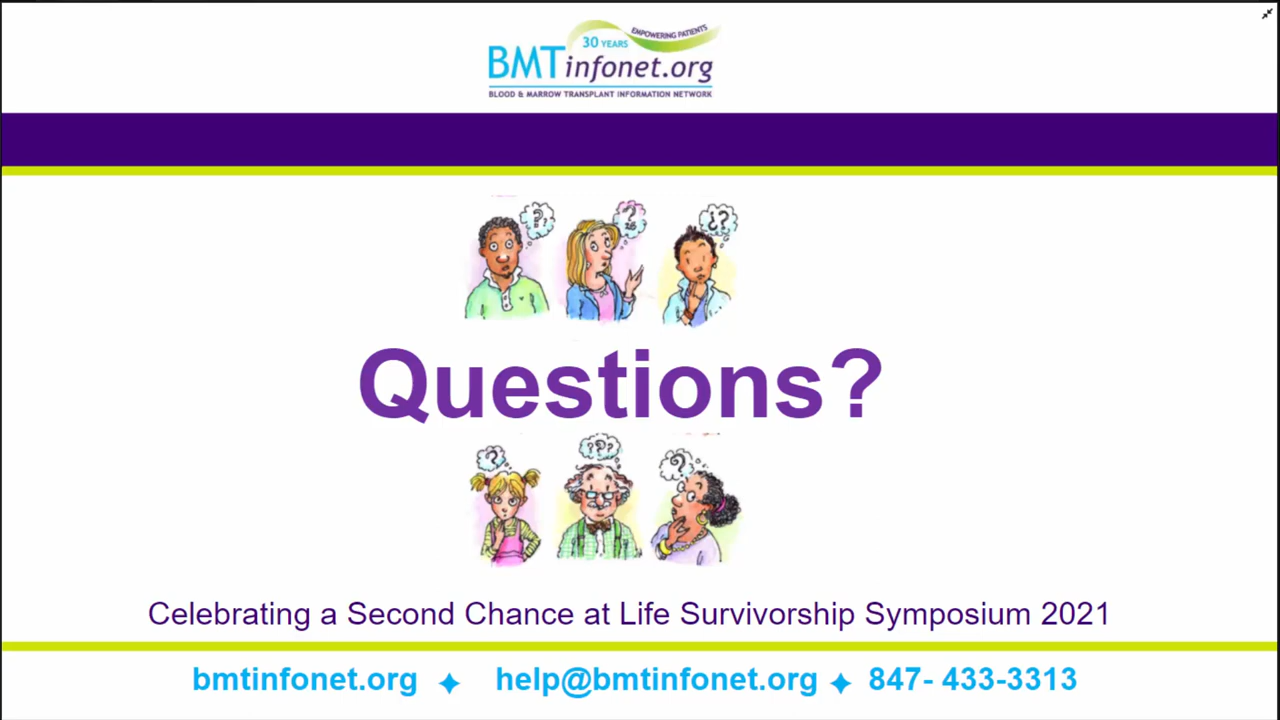 EMPOWERING PATIENTS
30 YEARS
BMTinfonet.org
BLOOD & MARROW TRANSPLANT INFORMATION NETWORK
?
?
¿?
Questions?
?
???
?
Celebrating a Second Chance at Life Survivorship Symposium 2021
bmtinfonet.org ✦ help@bmtinfonet.org ✦ 847- 433-3313